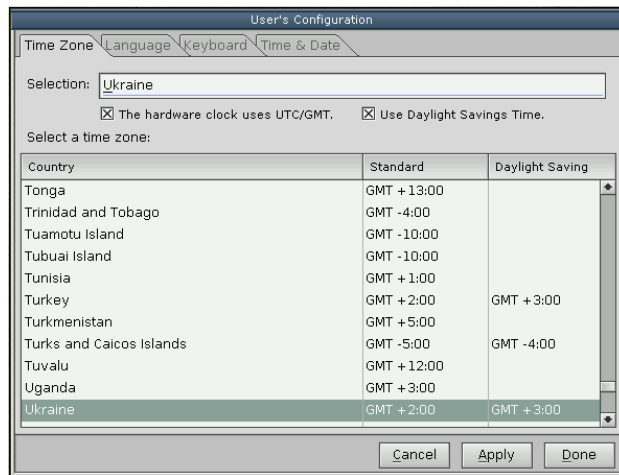 User's Configuration
Time Zone Language Keyboard Time & Date
Selection: Ukraine
The hardware clock uses UTC/GMT. Use Daylight Savings Time.
Select a time zone:
Country Standard Daylight Saving
Tonga GMT +13:00
Trinidad and Tobago GMT -4:00
Tuamotu Island GMT -10:00
Tubuai Island GMT -10:00
Tunisia GMT +1:00
Turkey GMT +2:00 GMT +3:00
Turkmenistan GMT +5:00
Turks and Caicos Islands GMT -5:00 GMT -4:00
Tuvalu GMT +12:00
Uganda GMT +3:00
Ukraine GMT +2:00 GMT +3:00
Cancel Apply Done